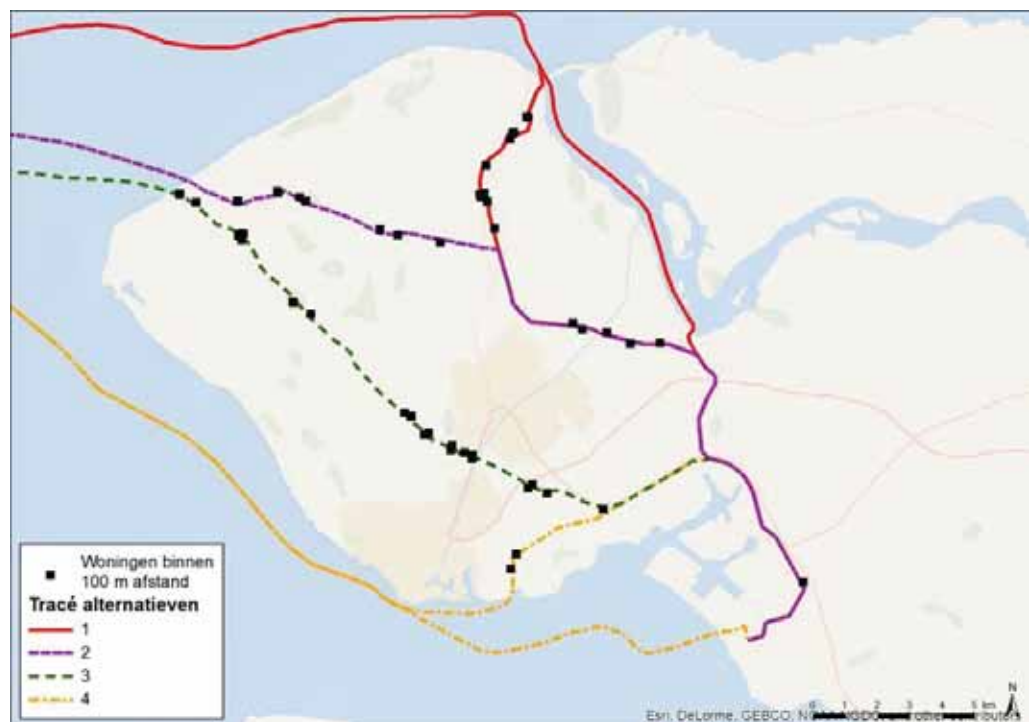 Woningen binnen
100 m afstand
Tracé alternatieven
1
2
3
4
N
0 1 2 3 4 5 km
Esri, DeLorme, GEBCO,